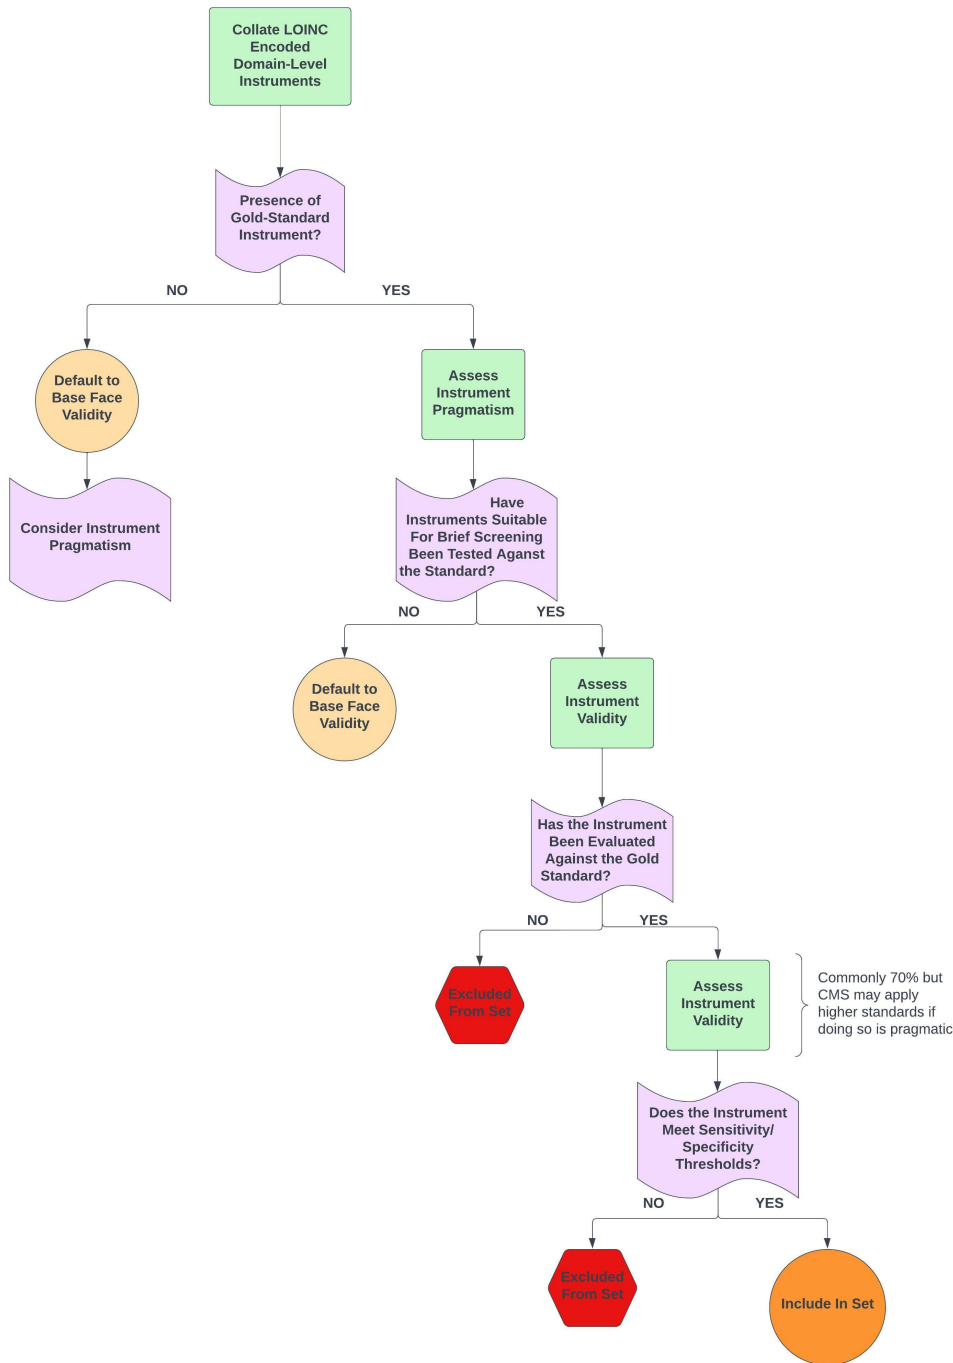 Collate LOINC
Encoded
Domain-Level
Instruments
Presence of
Gold-Standard
Instrument?
NO
YES
Default to
Base Face
Validity
Assess
Instrument
Pragmatism
Consider Instrument
Pragmatism
Have
Instruments Suitable
For Brief Screening
Been Tested Aganst
the Standard?
NO
YES
Default to
Base Face
Validity
Assess
Instrument
Validity
Has the Instrument
Been Evaluated
Against the Gold
Standard?
NO
YES
Excluded
From Set
Assess
Instrument
Validity
Commonly 70% but
CMS may apply
higher standards if
doing so is pragmatic
Does the Instrument
Meet Sensitivity/
Specificity
Thresholds?
NO
YES
Excluded
From Set
Include In Set